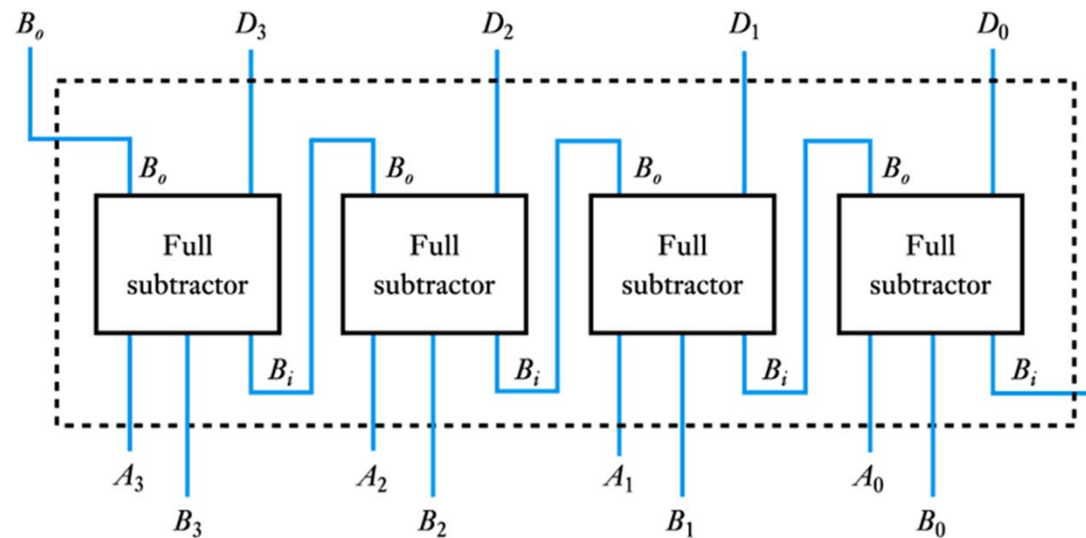 Bₒ D₃ D₂ D₁ D₀
Bₒ Bₒ Bₒ Bₒ
Full subtractor Full subtractor Full subtractor Full subtractor
Bᵢ Bᵢ Bᵢ Bᵢ
A₃ A₂ A₁ A₀
B₃ B₂ B₁ B₀